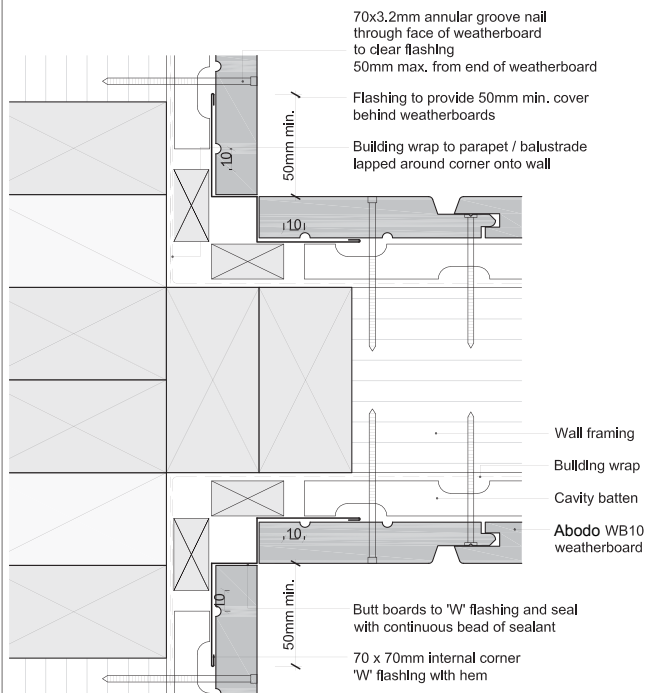 70x3.2mm annular groove nail
through face of weatherboard
to clear flashing
50mm max. from end of weatherboard
Flashing to provide 50mm min. cover
behind weatherboards
50mm min.
Building wrap to parapet / balustrade
lapped around corner onto wall
10
10
Wall framing
Building wrap
Cavity batten
Abodo WB10
weatherboard
10
10
50mm min.
Butt boards to 'W' flashing and seal
with continuous bead of sealant
70 x 70mm internal corner
'W' flashing with hem